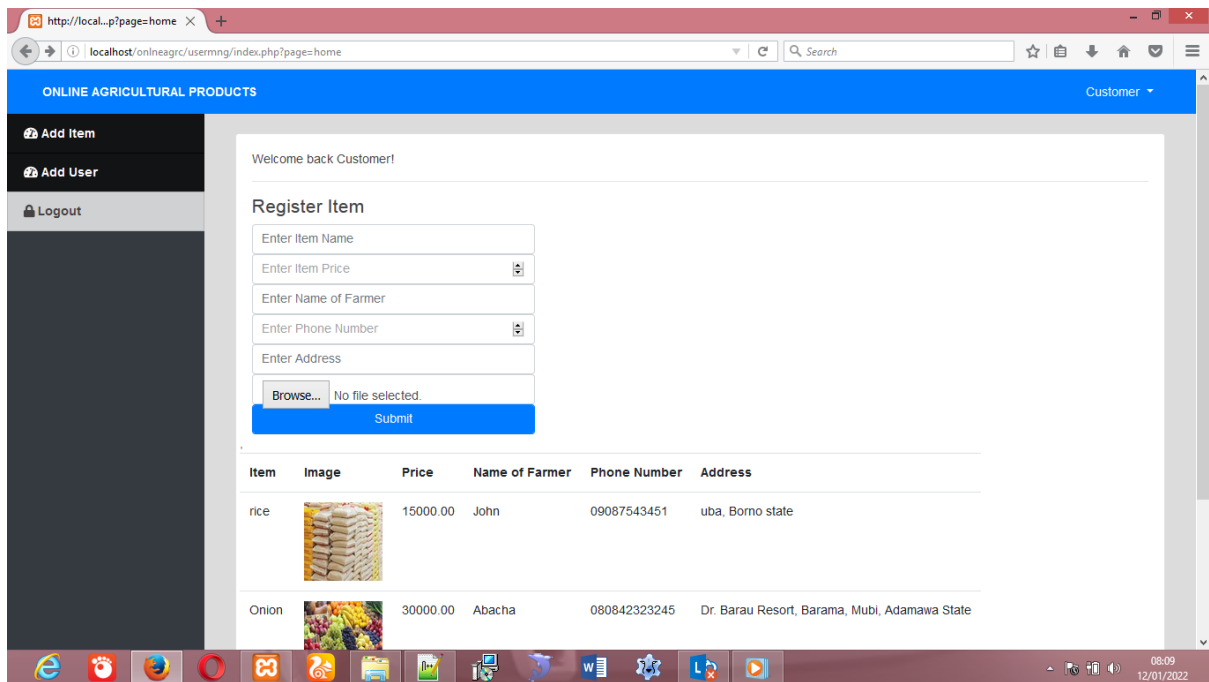 http://local...p?page=home
localhost/onlneagrc/usermng/index.php?page=home
Search
ONLINE AGRICULTURAL PRODUCTS
Customer
Add Item
Add User
Logout
Welcome back Customer!
Register Item
Enter Item Name
Enter Item Price
Enter Name of Farmer
Enter Phone Number
Enter Address
Browse... No file selected.
Submit
Item Image Price Name of Farmer Phone Number Address
rice 15000.00 John 09087543451 uba, Borno state
Onion 30000.00 Abacha 080842323245 Dr. Barau Resort, Barama, Mubi, Adamawa State
08:09
12/01/2022